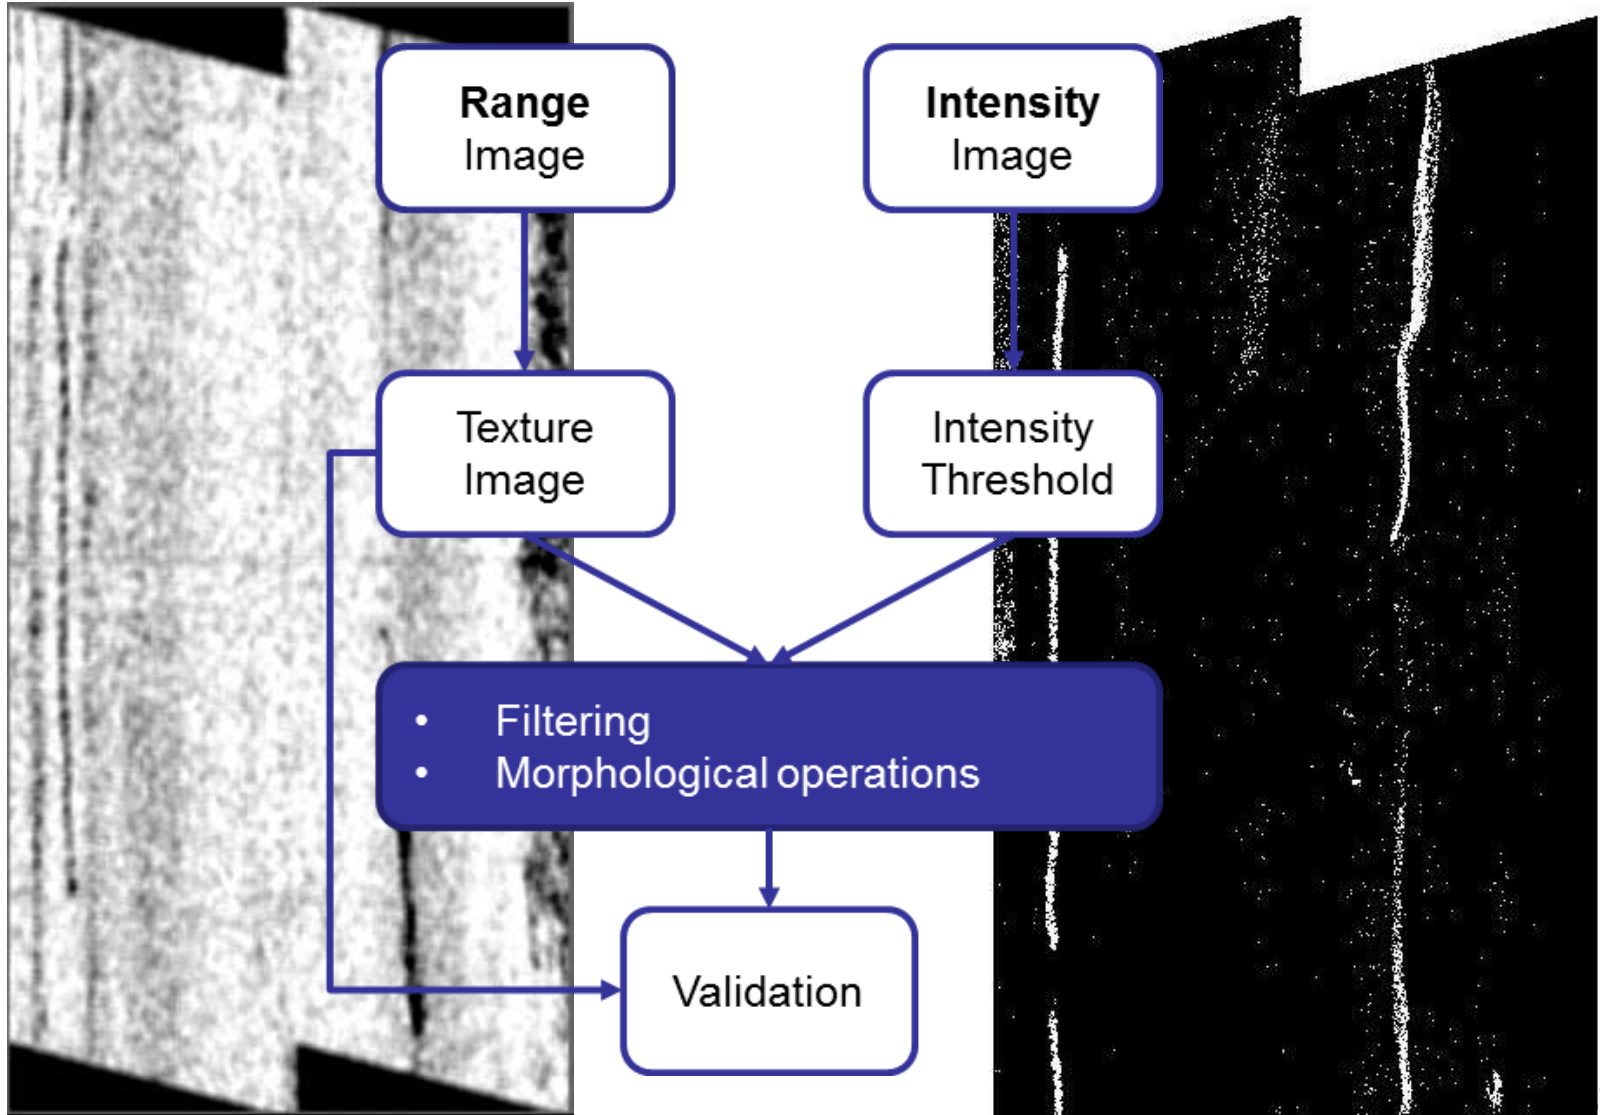 Range
Image
Intensity
Image
Texture
Image
Intensity
Threshold
• Filtering
• Morphological operations
Validation